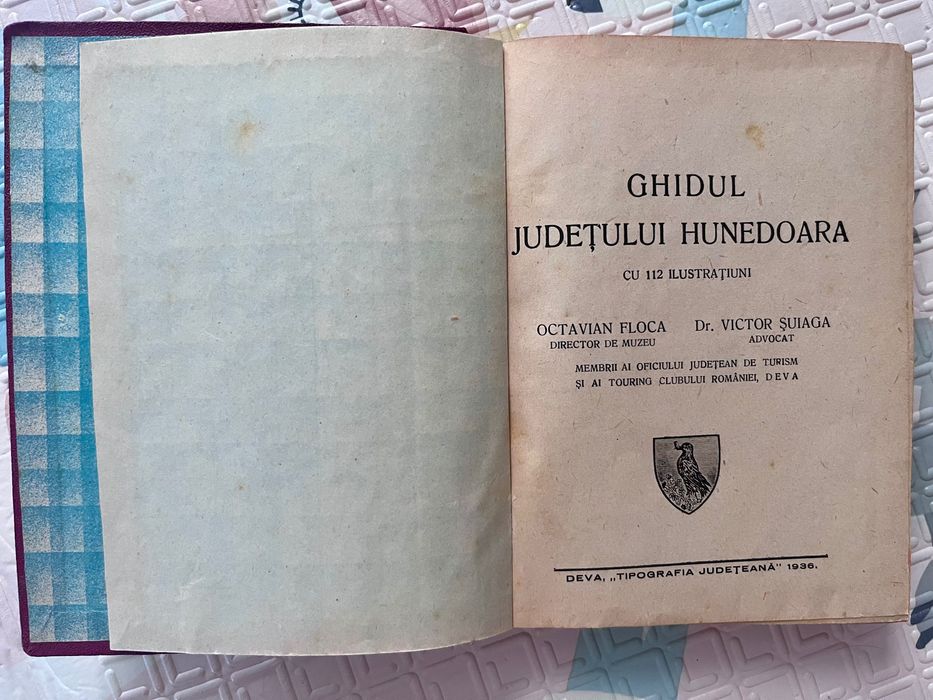 GHIDUL
JUDEȚULUI HUNEDOARA
CU 112 ILUSTRAȚIUNI
OCTAVIAN FLOCA
DIRECTOR DE MUZEU
Dr. VICTOR ȘUIAGA
ADVOCAT
MEMBRII AI OFICIULUI JUDEȚEAN DE TURISM
ȘI AI TOURING CLUBULUI ROMÂNIEI, DEVA
DEVA, „TIPOGRAFIA JUDEȚEANĂ" 1936.